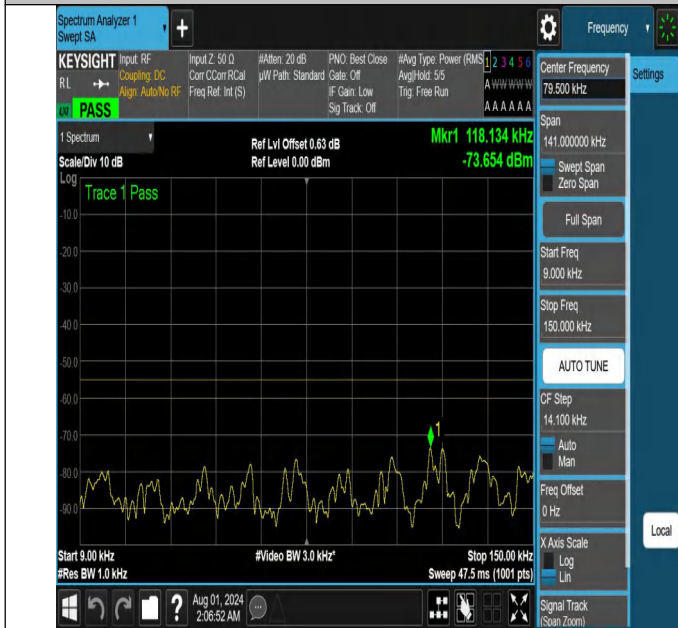 Spectrum Analyzer 1
Swept SA
+
Frequency
KEYSIGHT
RL
LXI
PASS
Input: RF
Coupling: DC
Align: Auto/No RF
Input Z: 50 Ω
Corr CCorr RCal
Freq Ref: Int (S)
#Atten: 20 dB
µW Path: Standard
PNO: Best Close
Gate: Off
IF Gain: Low
Sig Track: Off
#Avg Type: Power (RMS
Avg|Hold: 5/5
Trig: Free Run
1 2 3 4 5 6
A W W W W W
A A A A A A
Center Frequency
79.500 kHz
Settings
Span
141.000000 kHz
Swept Span
Zero Span
Full Span
Start Freq
9.000 kHz
Stop Freq
150.000 kHz
AUTO TUNE
CF Step
14.100 kHz
Auto
Man
Freq Offset
0 Hz
X Axis Scale
Log
Lin
Signal Track
(Span Zoom)
Local
1 Spectrum
Scale/Div 10 dB
Log
Ref Lvl Offset 0.63 dB
Ref Level 0.00 dBm
Mkr1 118.134 kHz
-73.654 dBm
Trace 1 Pass
-10.0
-20.0
-30.0
-40.0
-50.0
-60.0
-70.0
-80.0
-90.0
1
Start 9.00 kHz
#Res BW 1.0 kHz
#Video BW 3.0 kHz*
Stop 150.00 kHz
Sweep 47.5 ms (1001 pts)
?
Aug 01, 2024
2:06:52 AM